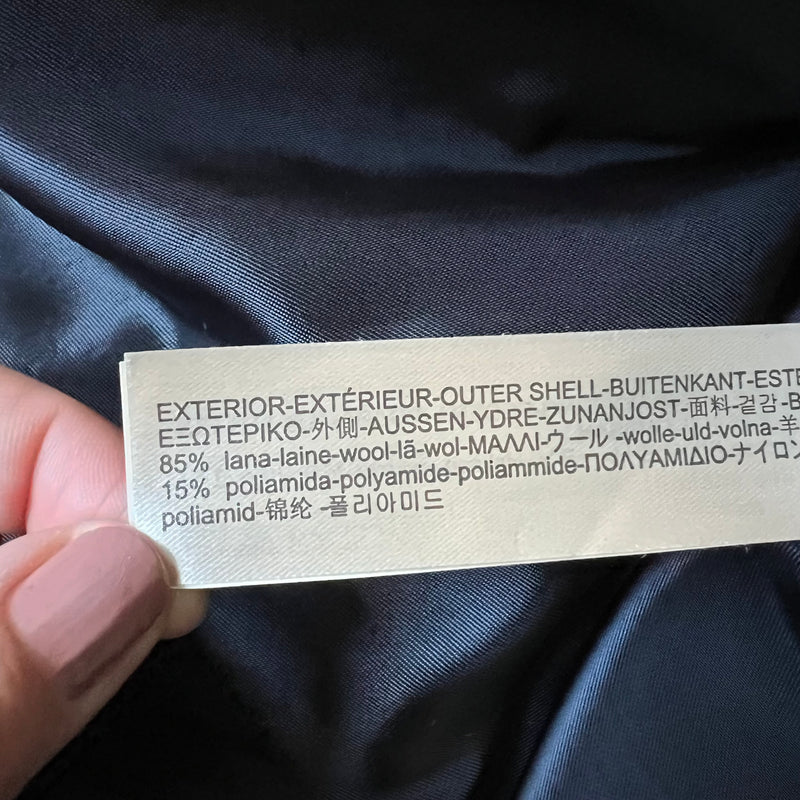 EXTERIOR-EXTÉRIEUR-OUTER SHELL-BUITENKANT-ESTE
ΕΞΩΤΕΡΙΚΟ-外側-AUSSEN-YDRE-ZUNANJOST-面料-겉감-B
85% lana-laine-wool-lã-wol-ΜΑΛΛΙ-ウール -wolle-uld-volna-羊
15% poliamida-polyamide-poliammide-ΠΟΛΥΑΜΙΔΙΟ-ナイロン
poliamid-锦纶 -폴리아미드